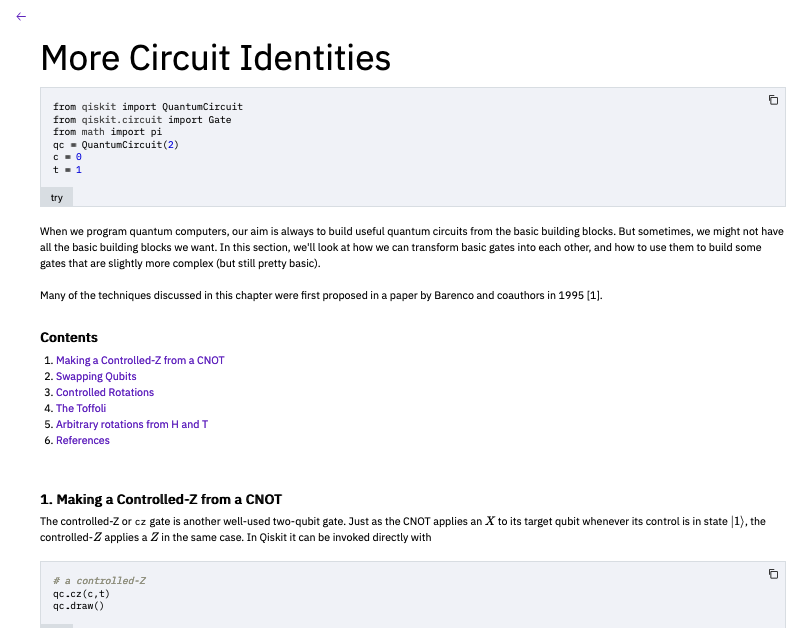 ←
More Circuit Identities
from qiskit import QuantumCircuit
from qiskit.circuit import Gate
from math import pi
qc = QuantumCircuit(2)
c = 0
t = 1
try
When we program quantum computers, our aim is always to build useful quantum circuits from the basic building blocks. But sometimes, we might not have
all the basic building blocks we want. In this section, we'll look at how we can transform basic gates into each other, and how to use them to build some
gates that are slightly more complex (but still pretty basic).
Many of the techniques discussed in this chapter were first proposed in a paper by Barenco and coauthors in 1995 [1].
Contents
1. Making a Controlled-Z from a CNOT
2. Swapping Qubits
3. Controlled Rotations
4. The Toffoli
5. Arbitrary rotations from H and T
6. References
1. Making a Controlled-Z from a CNOT
The controlled-Z or cz gate is another well-used two-qubit gate. Just as the CNOT applies an X to its target qubit whenever its control is in state |1⟩, the
controlled-Z applies a Z in the same case. In Qiskit it can be invoked directly with
# a controlled-Z
qc.cz(c,t)
qc.draw()